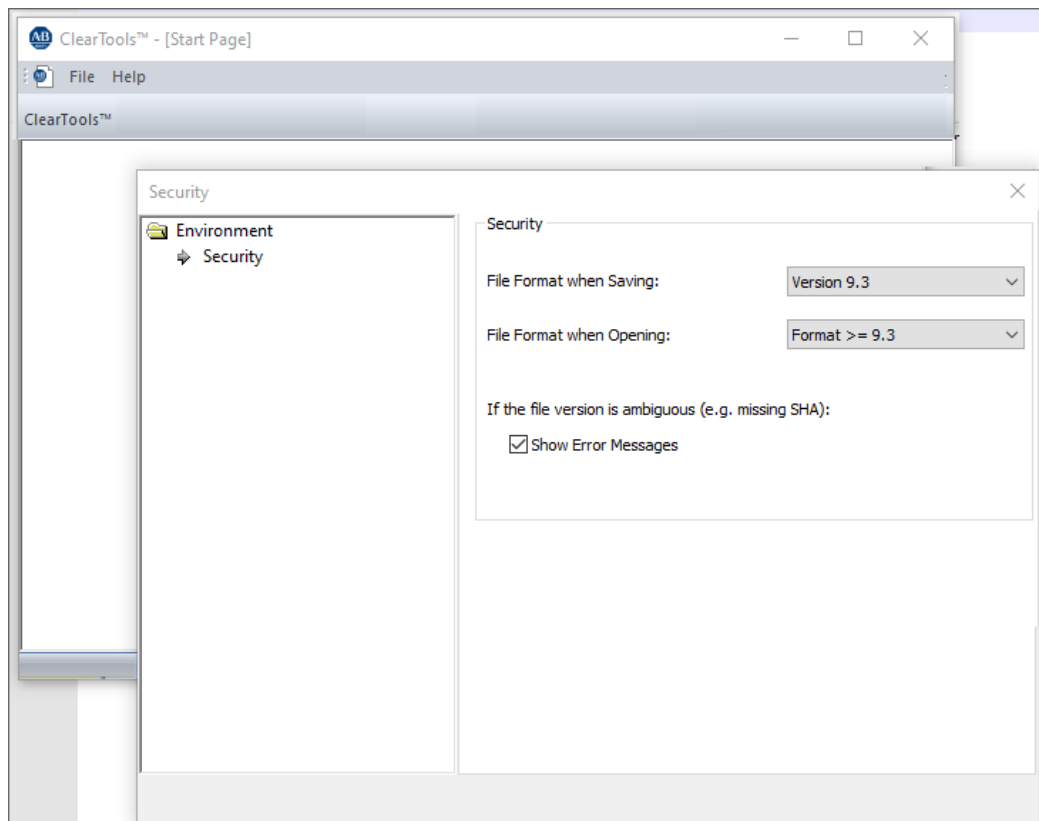 AB
ClearTools™ - [Start Page]
File Help
ClearTools™
Security
Environment
Security
Security
File Format when Saving: Version 9.3
File Format when Opening: Format >= 9.3
If the file version is ambiguous (e.g. missing SHA):
Show Error Messages